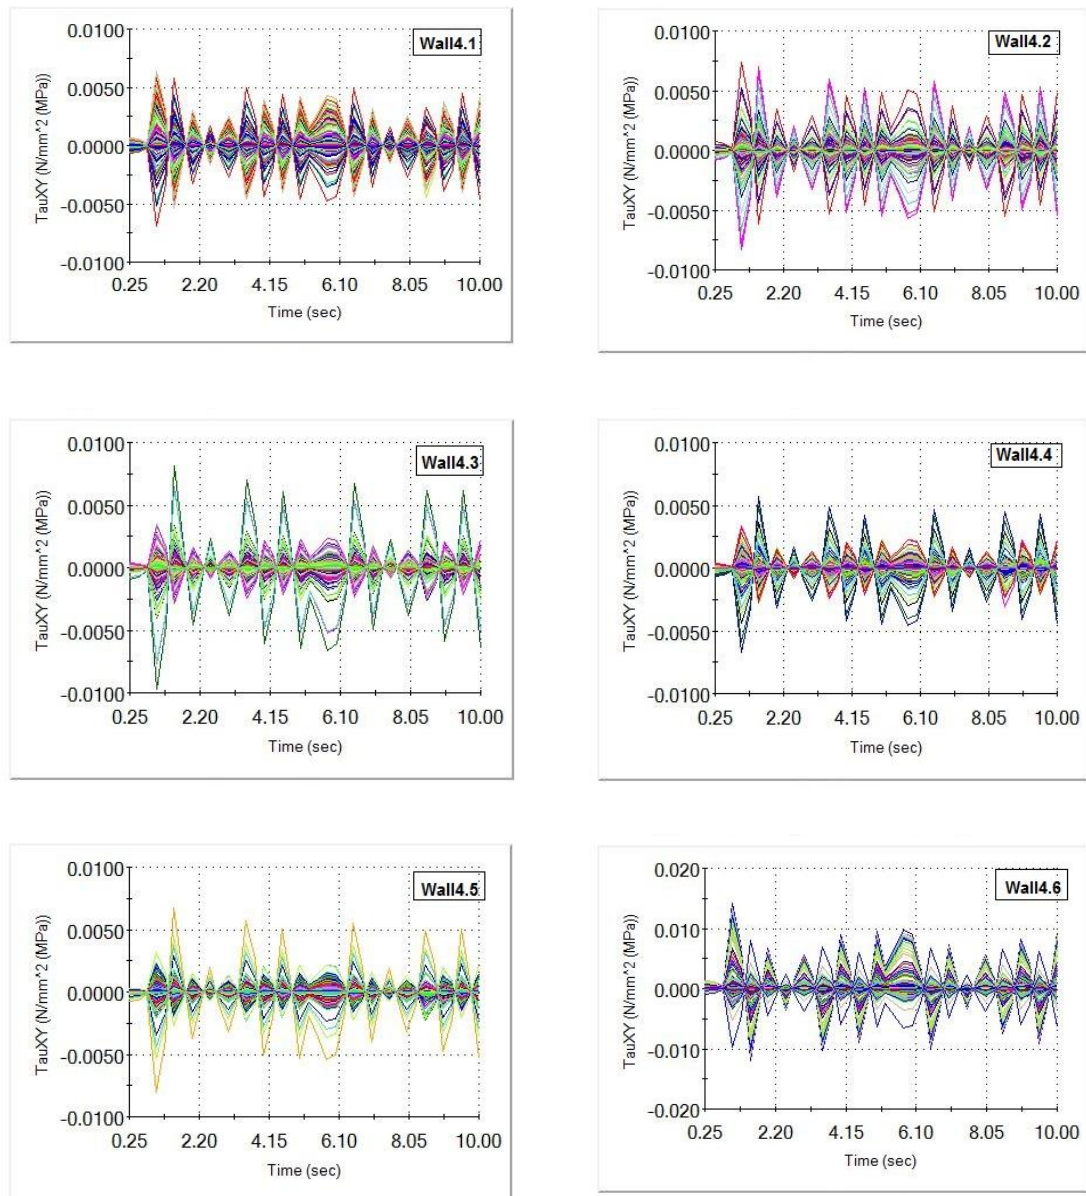 0.0100
Wall4.1
0.0050
0.0000
-0.0050
-0.0100
TauXY (N/mm^2 (MPa))
0.25 2.20 4.15 6.10 8.05 10.00
Time (sec)
0.0100
Wall4.2
0.0050
0.0000
-0.0050
-0.0100
TauXY (N/mm^2 (MPa))
0.25 2.20 4.15 6.10 8.05 10.00
Time (sec)
0.0100
Wall4.3
0.0050
0.0000
-0.0050
-0.0100
TauXY (N/mm^2 (MPa))
0.25 2.20 4.15 6.10 8.05 10.00
Time (sec)
0.0100
Wall4.4
0.0050
0.0000
-0.0050
-0.0100
TauXY (N/mm^2 (MPa))
0.25 2.20 4.15 6.10 8.05 10.00
Time (sec)
0.0100
Wall4.5
0.0050
0.0000
-0.0050
-0.0100
TauXY (N/mm^2 (MPa))
0.25 2.20 4.15 6.10 8.05 10.00
Time (sec)
0.020
Wall4.6
0.010
0.000
-0.010
-0.020
TauXY (N/mm^2 (MPa))
0.25 2.20 4.15 6.10 8.05 10.00
Time (sec)